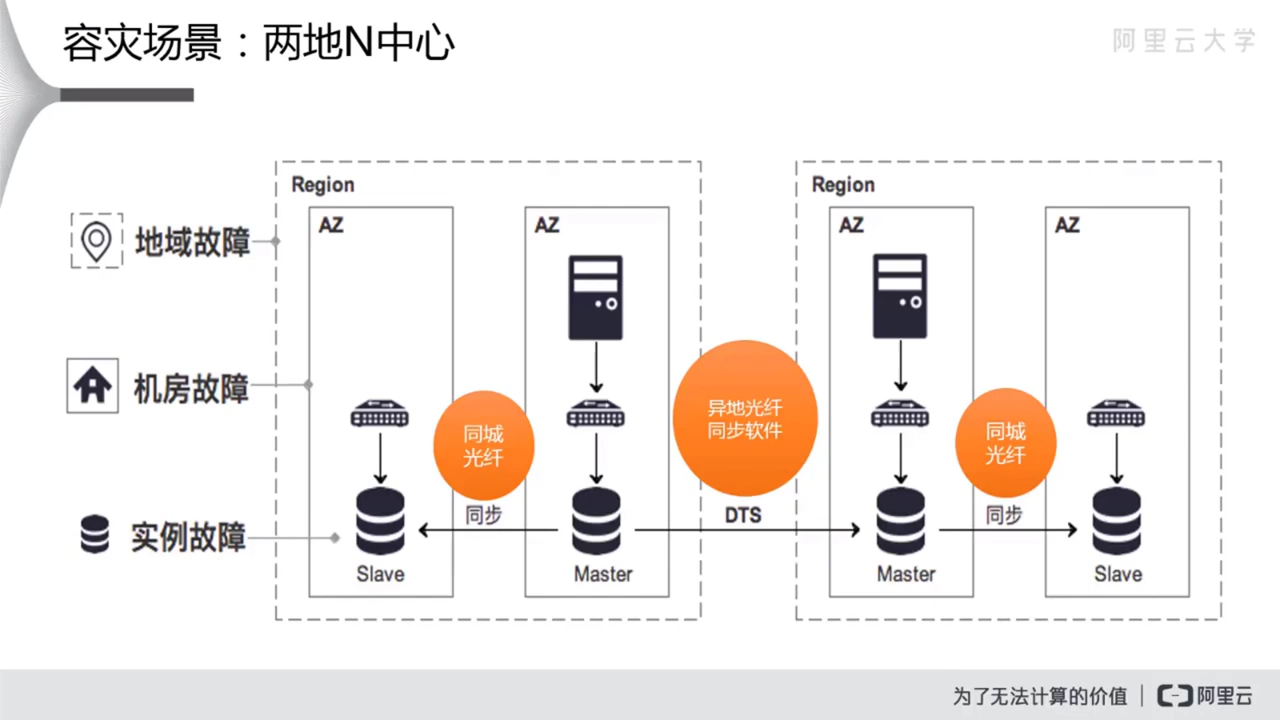 容灾场景：两地N中心
阿里云大学
Region
Region
AZ
AZ
AZ
AZ
地域故障
机房故障
实例故障
同城
光纤
异地光纤
同步软件
同城
光纤
同步
DTS
同步
Slave
Master
Master
Slave
为了无法计算的价值
阿里云